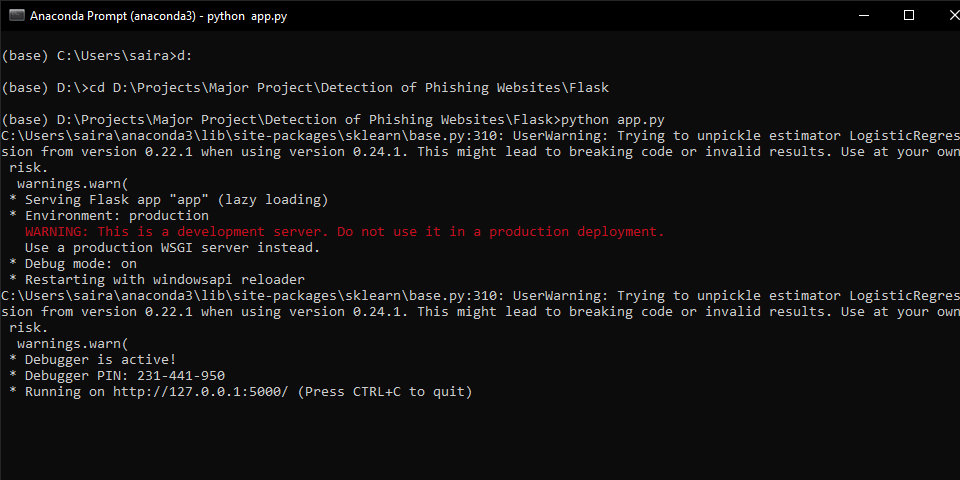 Anaconda Prompt (anaconda3) - python  app.py
(base) C:\Users\saira>d:
(base) D:\>cd D:\Projects\Major Project\Detection of Phishing Websites\Flask
(base) D:\Projects\Major Project\Detection of Phishing Websites\Flask>python app.py
C:\Users\saira\anaconda3\lib\site-packages\sklearn\base.py:310: UserWarning: Trying to unpickle estimator LogisticRegres
sion from version 0.22.1 when using version 0.24.1. This might lead to breaking code or invalid results. Use at your own
 risk.
  warnings.warn(
 * Serving Flask app "app" (lazy loading)
 * Environment: production
   WARNING: This is a development server. Do not use it in a production deployment.
   Use a production WSGI server instead.
 * Debug mode: on
 * Restarting with windowsapi reloader
C:\Users\saira\anaconda3\lib\site-packages\sklearn\base.py:310: UserWarning: Trying to unpickle estimator LogisticRegres
sion from version 0.22.1 when using version 0.24.1. This might lead to breaking code or invalid results. Use at your own
 risk.
  warnings.warn(
 * Debugger is active!
 * Debugger PIN: 231-441-950
 * Running on http://127.0.0.1:5000/ (Press CTRL+C to quit)